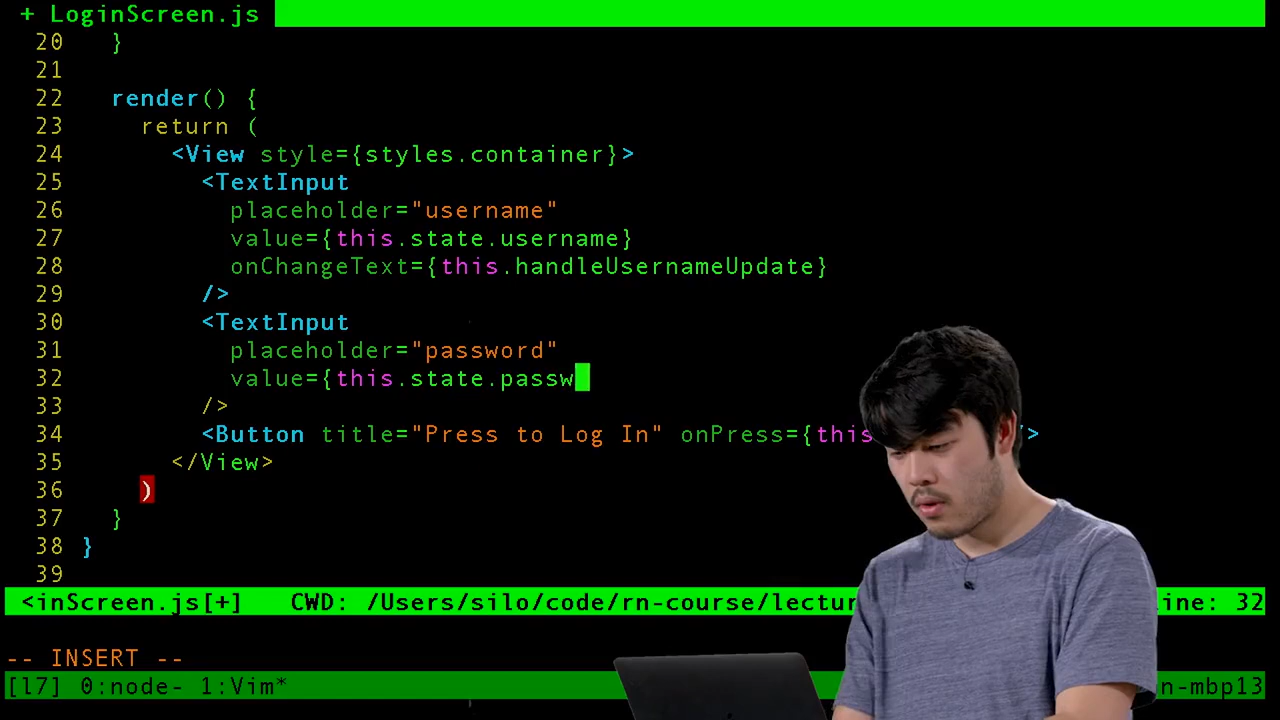 + LoginScreen.js
20 }
21
22 render() {
23 return (
24 <View style={styles.container}>
25 <TextInput
26 placeholder="username"
27 value={this.state.username}
28 onChangeText={this.handleUsernameUpdate}
29 />
30 <TextInput
31 placeholder="password"
32 value={this.state.passw
33 />
34 <Button title="Press to Log In" onPress={this />
35 </View>
36 )
37 }
38 }
39
<inScreen.js[+] CWD: /Users/silo/code/rn-course/lectur ine: 32
-- INSERT --
[l7] 0:node- 1:Vim* n-mbp13